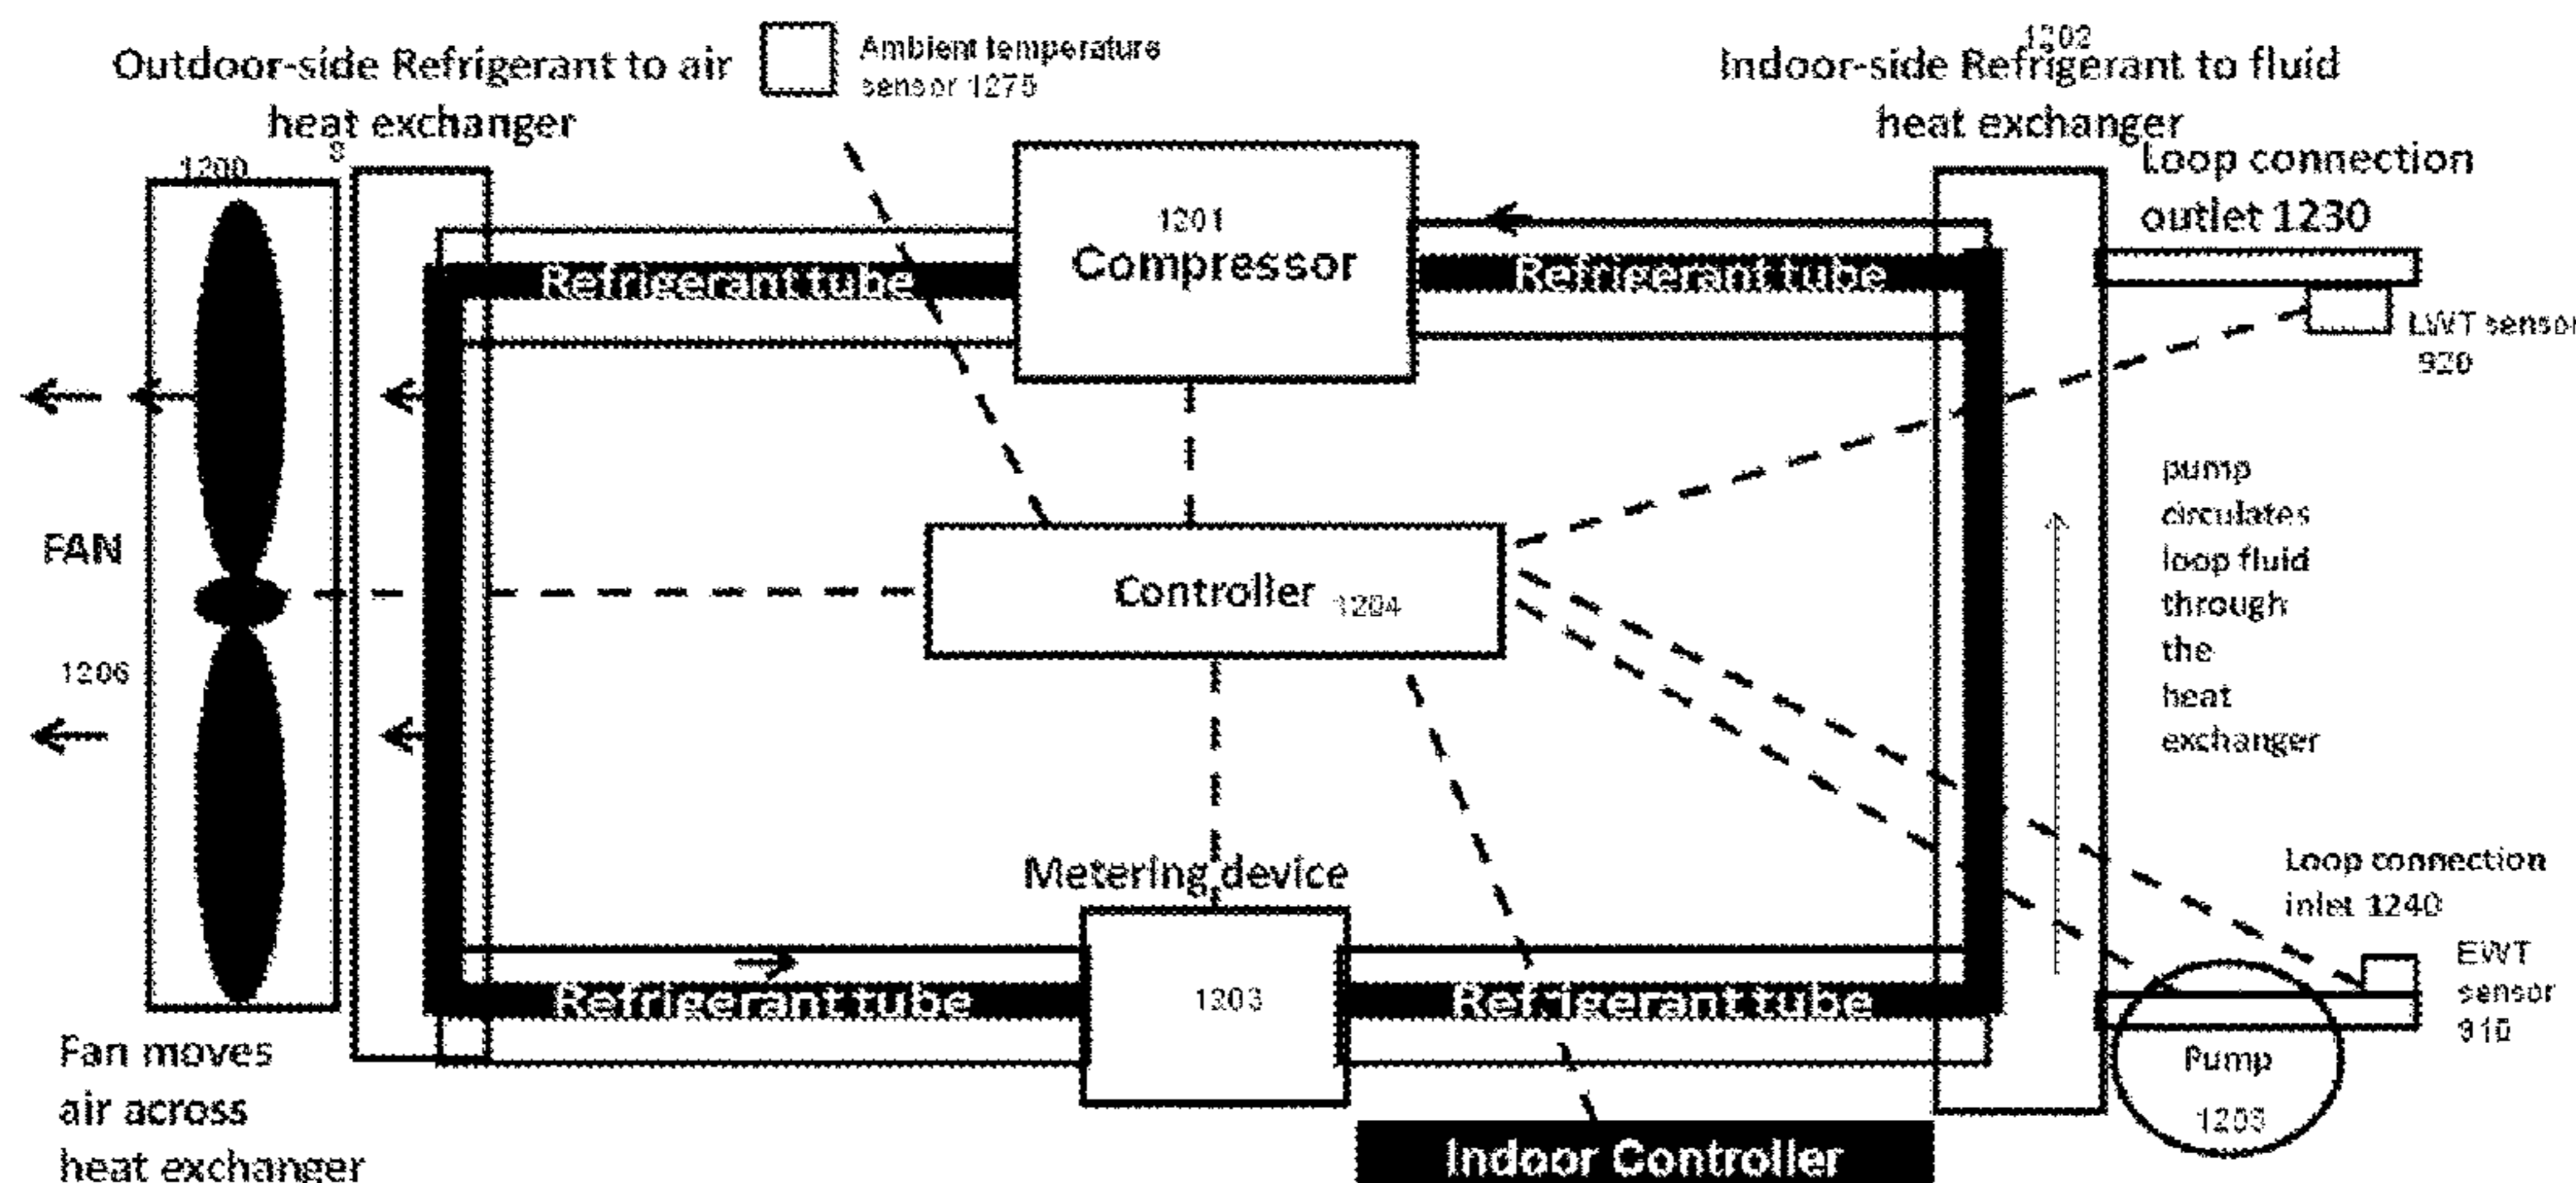 Outdoor-side Refrigerant to air
heat exchanger
Ambient temperature
sensor 1275
1202
Indoor-side Refrigerant to fluid
heat exchanger
1200
Loop connection
outlet 1230
1201
Compressor
Refrigerant tube
Refrigerant tube
LWT sensor
920
FAN
1206
Controller 1204
pump
circulates
loop fluid
through
the
heat
exchanger
Metering device
1203
Refrigerant tube
Refrigerant tube
Loop connection
inlet 1240
EWT
sensor
910
Pump
Fan moves
air across
heat exchanger
Indoor Controller